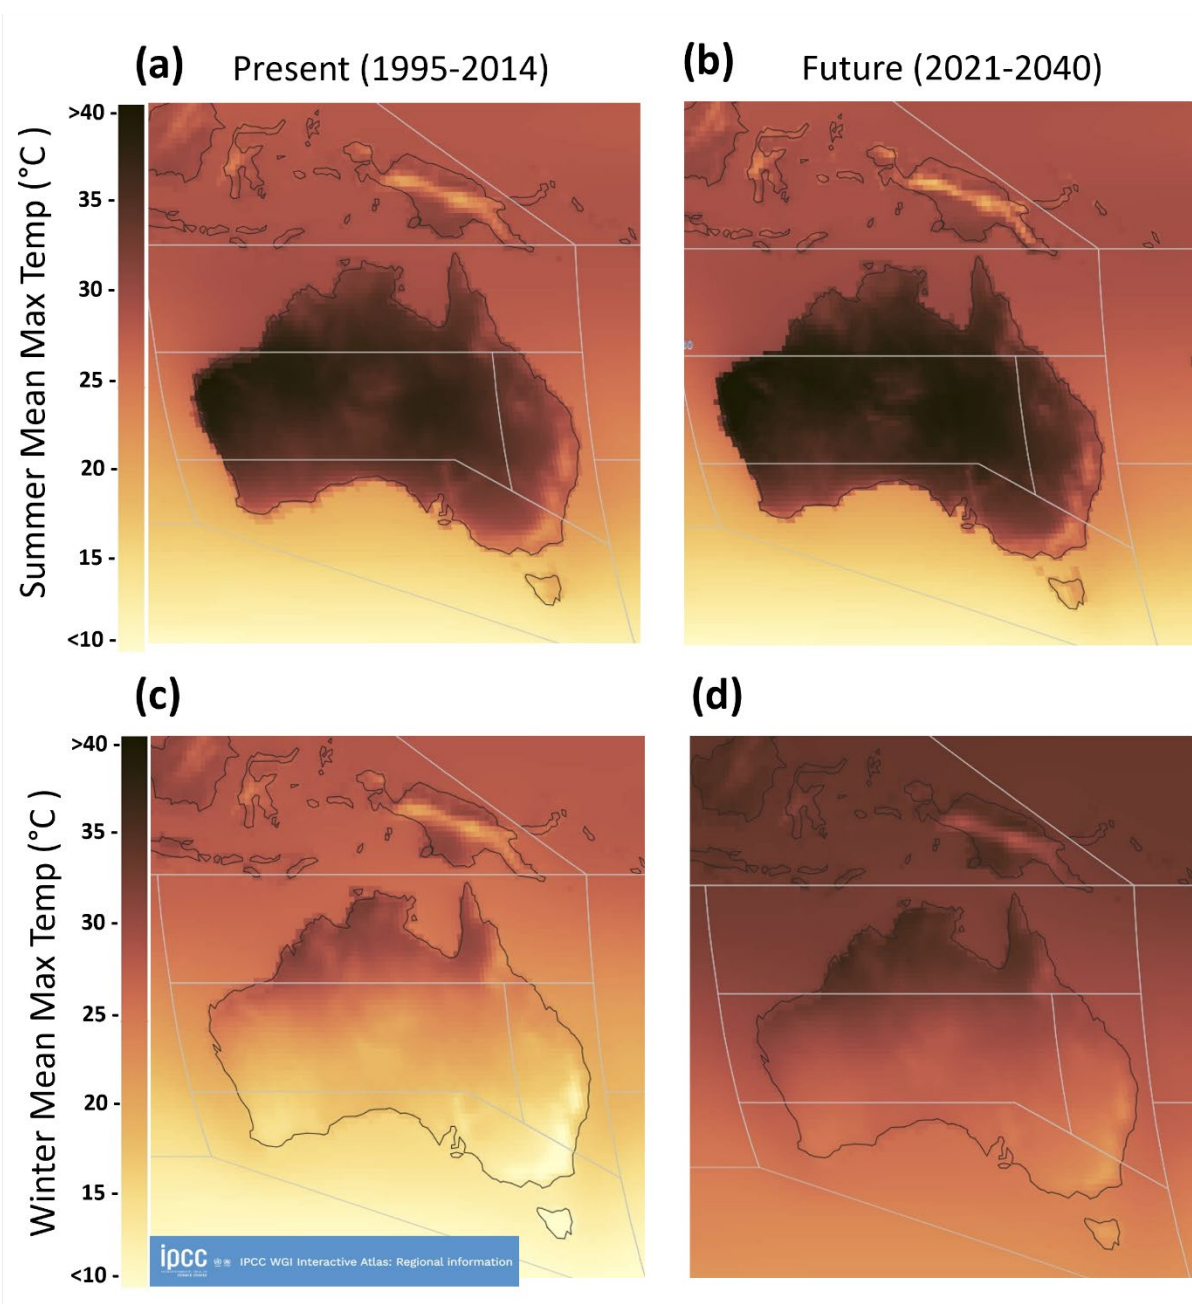 (a) Present (1995-2014)
(b) Future (2021-2040)
Summer Mean Max Temp (°C)
>40 -
35 -
30 -
25 -
20 -
15 -
<10 -
(c)
(d)
Winter Mean Max Temp (°C )
>40 -
35 -
30 -
25 -
20 -
15 -
<10 -
ipcc
IPCC WGI Interactive Atlas: Regional information